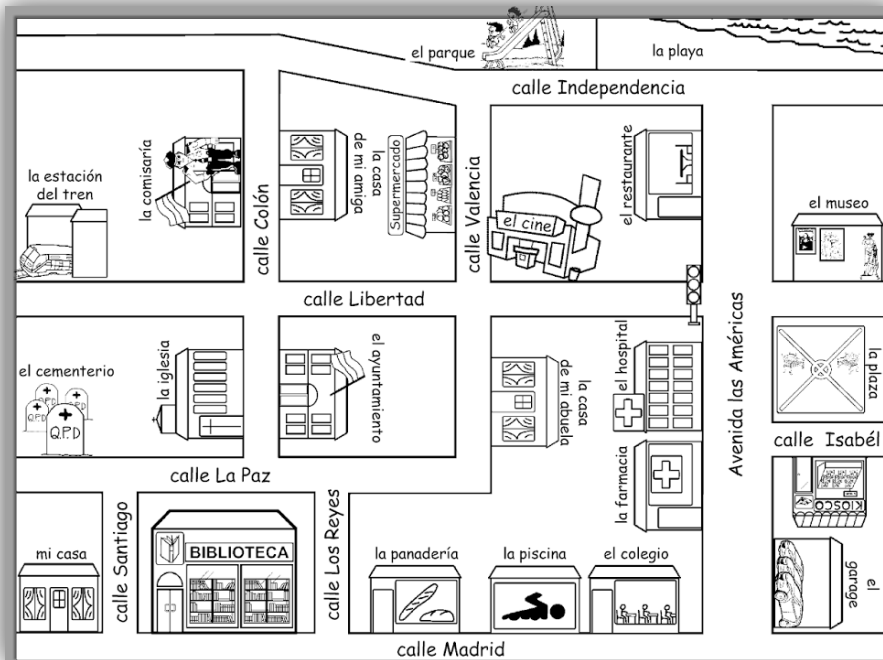 el parque
la playa
calle Independencia
la estación
del tren
la comisaría
calle Colón
la casa
de mi amiga
Supermercado
calle Valencia
el cine
el restaurante
el museo
calle Libertad
Avenida las Américas
el cementerio
Q.P.D
Q.P.D
Q.P.D
la iglesia
el ayuntamiento
la casa
de mi abuela
el hospital
la plaza
calle Isabél
calle La Paz
la farmacia
KIOSCO
mi casa
calle Santiago
BIBLIOTECA
calle Los Reyes
la panadería
la piscina
el colegio
el
garage
calle Madrid